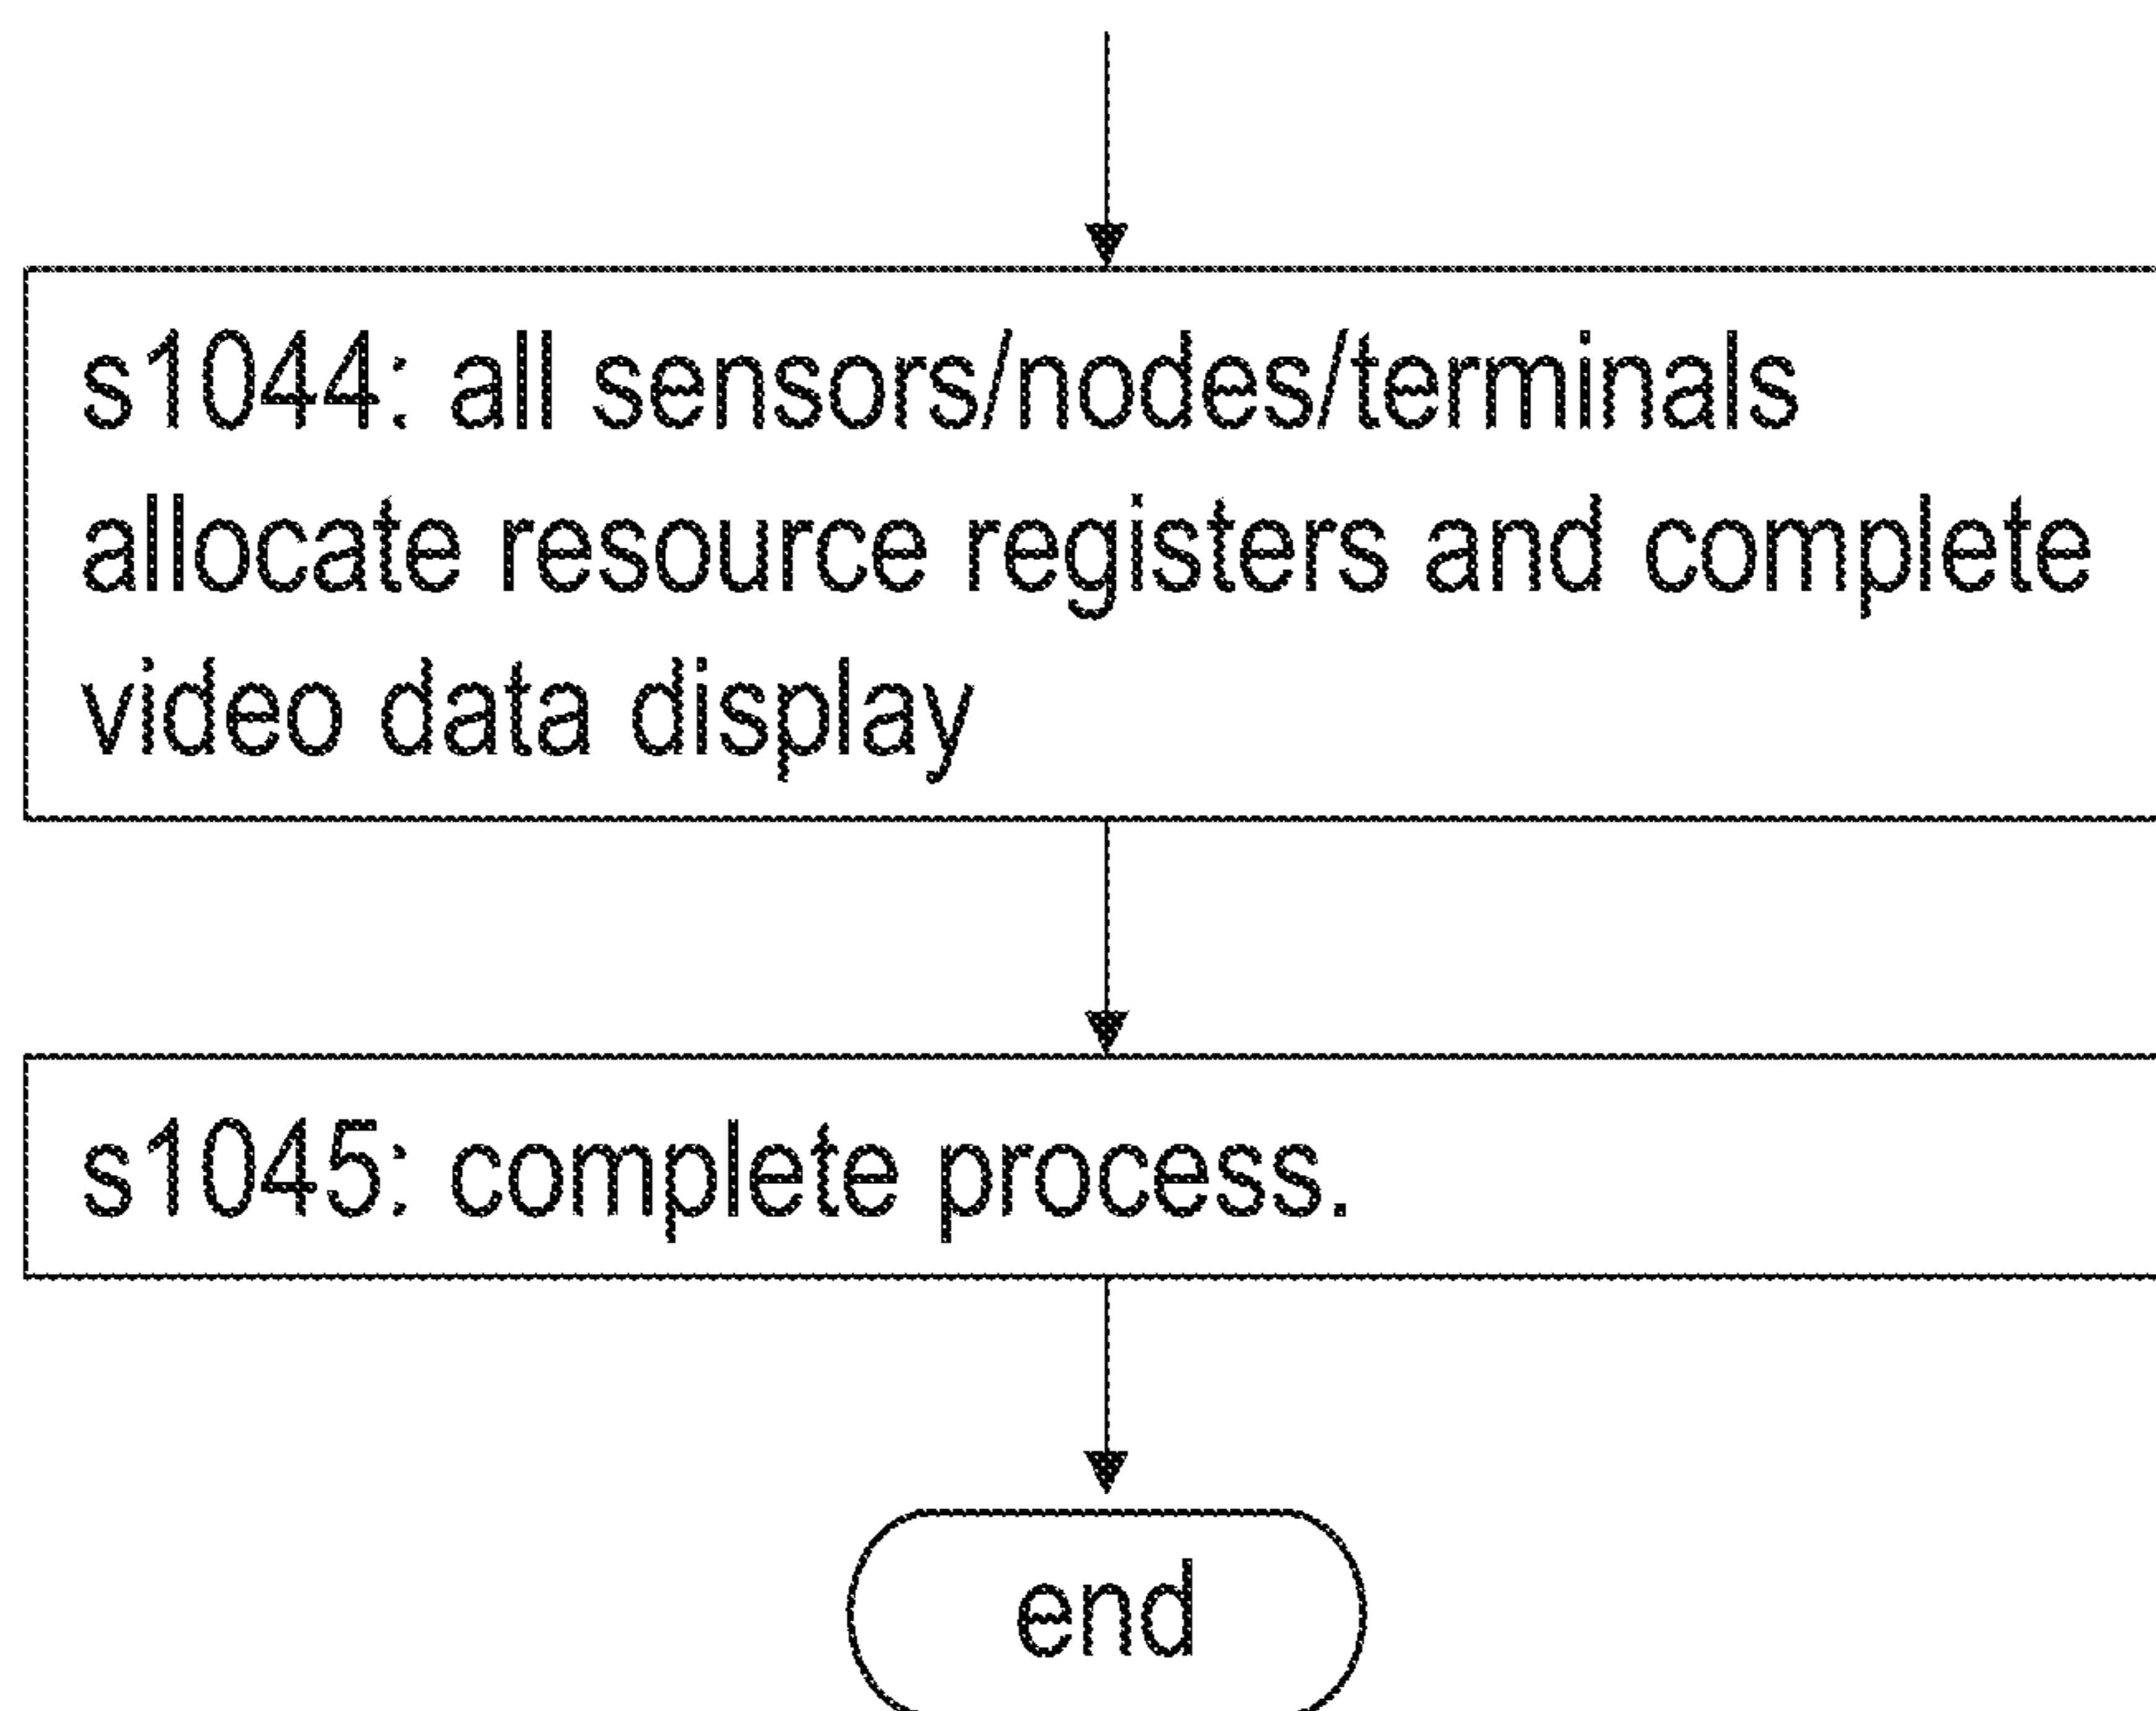 s1044: all sensors/nodes/terminals
allocate resource registers and complete
video data display
s1045: complete process.
end